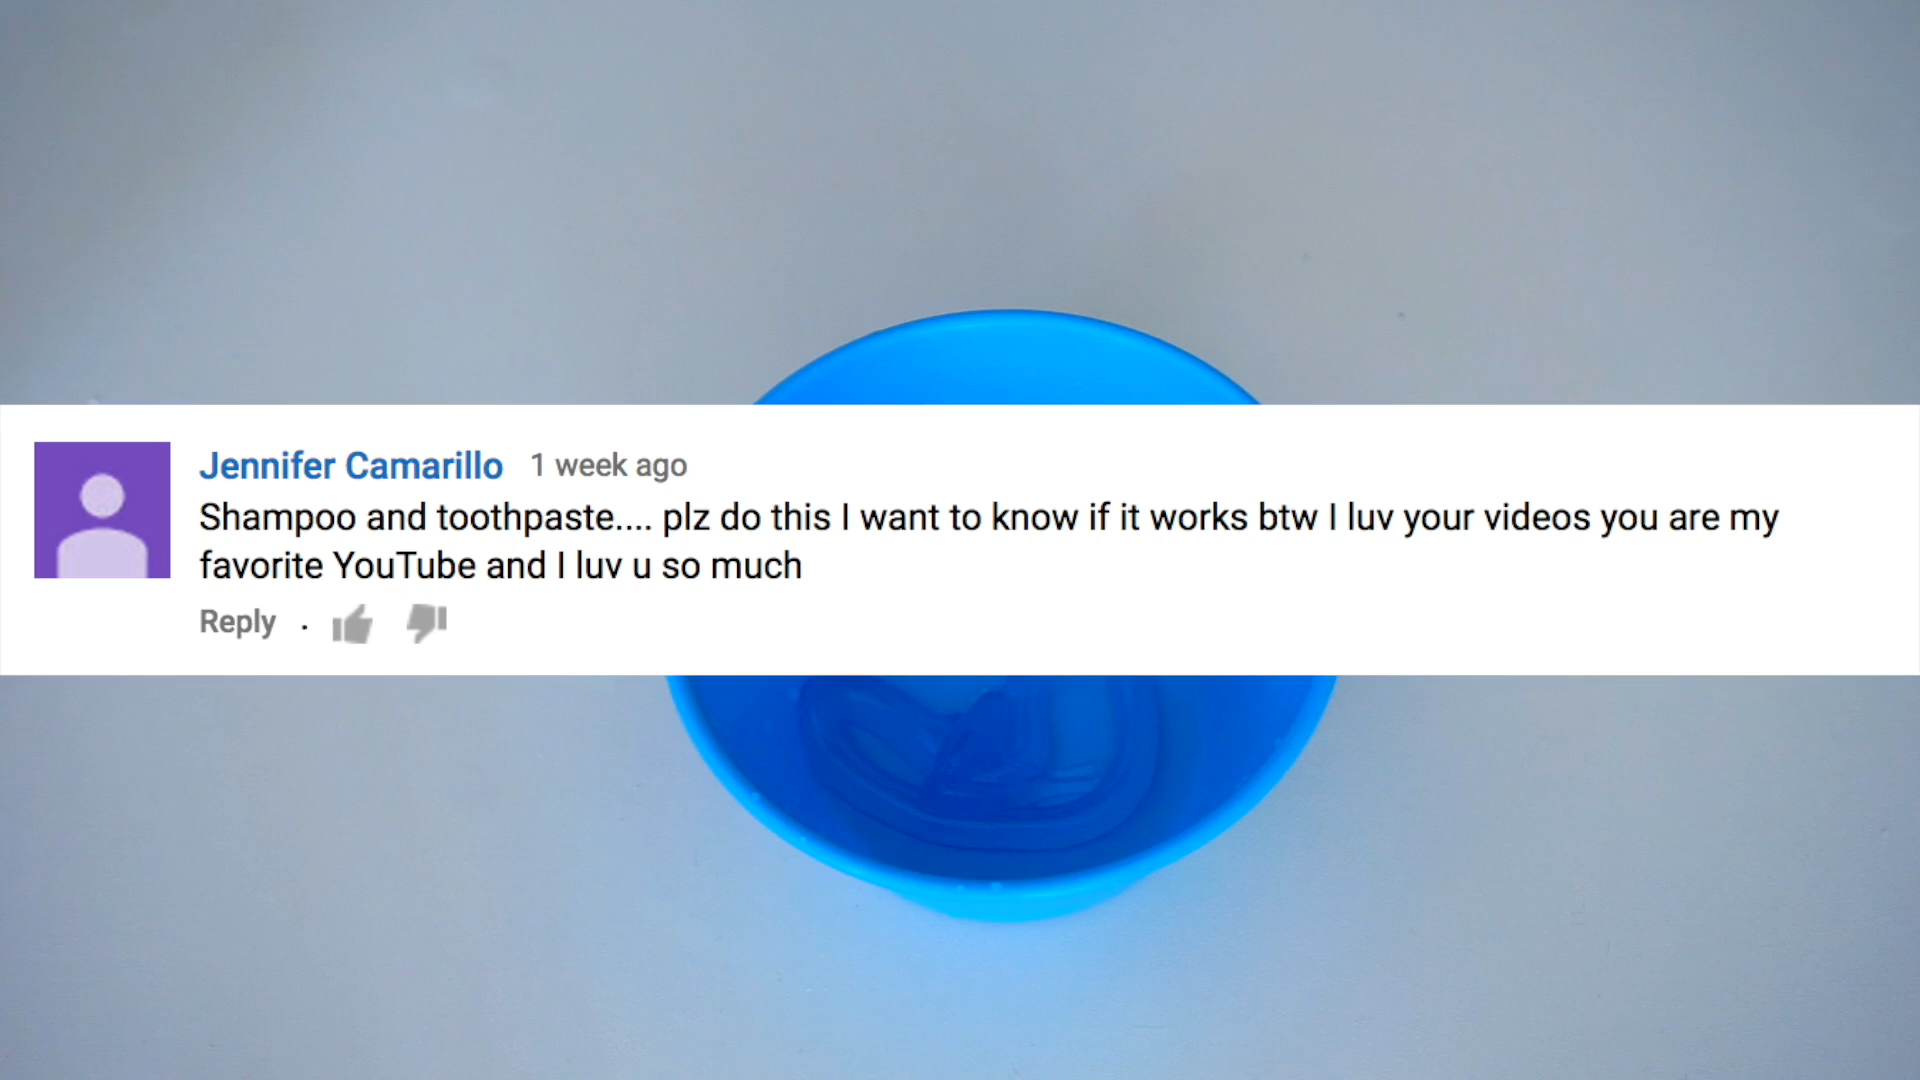 Jennifer Camarillo 1 week ago
Shampoo and toothpaste.... plz do this I want to know if it works btw I luv your videos you are my
favorite YouTube and I luv u so much
Reply .